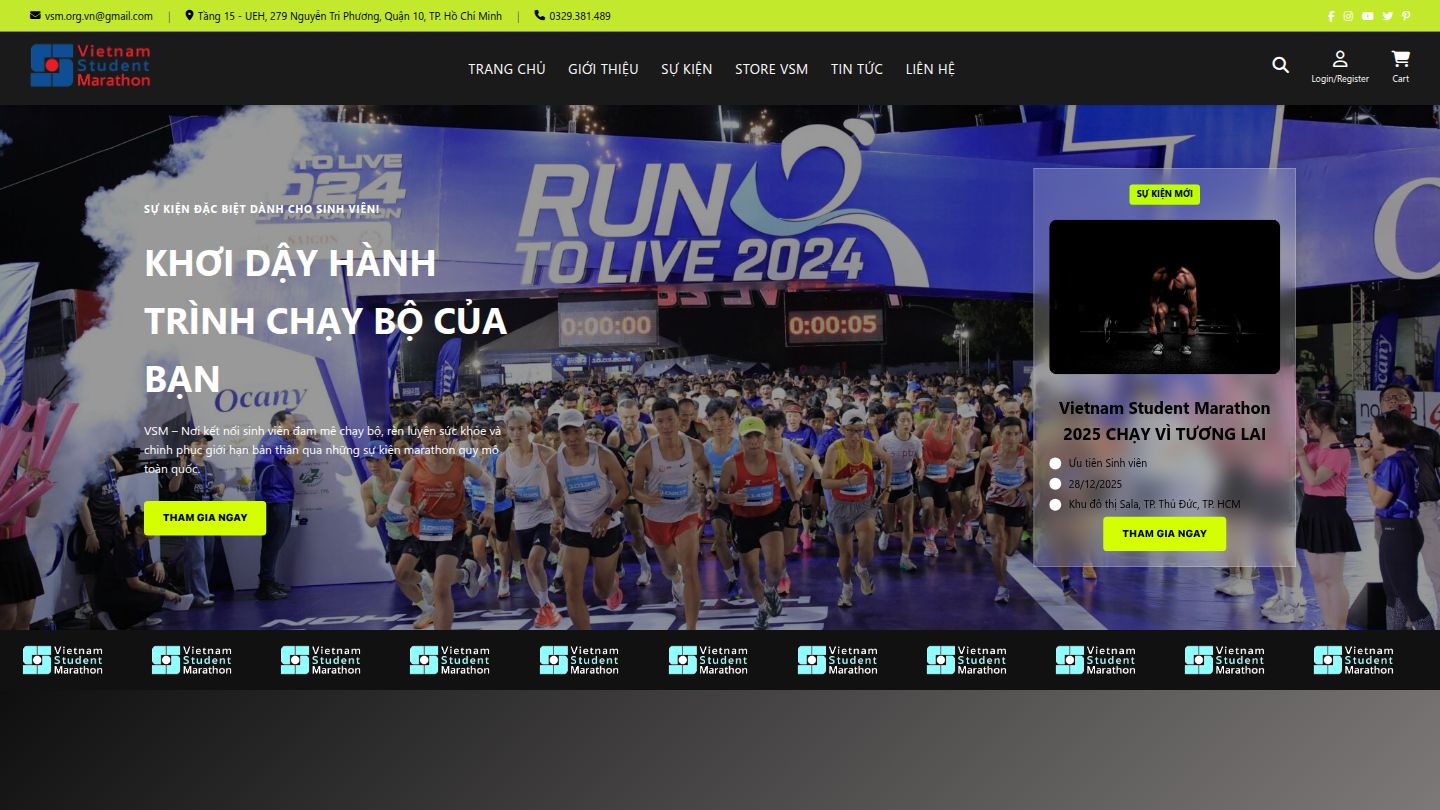 vsm.org.vn@gmail.com | Tầng 15 - UEH, 279 Nguyễn Tri Phương, Quận 10, TP. Hồ Chí Minh | 0329.381.489
Vietnam
Student
Marathon
TRANG CHỦ GIỚI THIỆU SỰ KIỆN STORE VSM TIN TỨC LIÊN HỆ
Login/Register Cart
TO LIVE
024
SAIGON
RUN
TO LIVE 2024
0:00:00
0:00:05
Ocany
SỰ KIỆN ĐẶC BIỆT DÀNH CHO SINH VIÊN!
KHƠI DẬY HÀNH
TRÌNH CHẠY BỘ CỦA
BẠN
VSM – Nơi kết nối sinh viên đam mê chạy bộ, rèn luyện sức khỏe và
chinh phục giới hạn bản thân qua những sự kiện marathon quy mô
toàn quốc.
THAM GIA NGAY
SỰ KIỆN MỚI
Vietnam Student Marathon
2025 CHẠY VÌ TƯƠNG LAI
Ưu tiên Sinh viên
28/12/2025
Khu đô thị Sala, TP. Thủ Đức, TP. HCM
THAM GIA NGAY
Vietnam Student Marathon
Vietnam Student Marathon
Vietnam Student Marathon
Vietnam Student Marathon
Vietnam Student Marathon
Vietnam Student Marathon
Vietnam Student Marathon
Vietnam Student Marathon
Vietnam Student Marathon
Vietnam Student Marathon
Vietnam Student Marathon